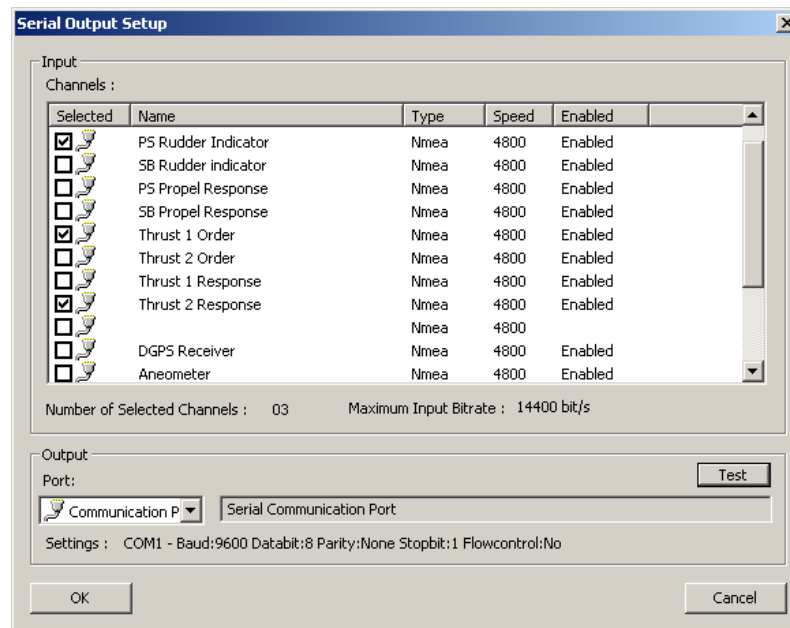 Serial Output Setup
Input
Channels :
Selected Name Type Speed Enabled
PS Rudder Indicator Nmea 4800 Enabled
SB Rudder indicator Nmea 4800 Enabled
PS Propel Response Nmea 4800 Enabled
SB Propel Response Nmea 4800 Enabled
Thrust 1 Order Nmea 4800 Enabled
Thrust 2 Order Nmea 4800 Enabled
Thrust 1 Response Nmea 4800 Enabled
Thrust 2 Response Nmea 4800 Enabled
Nmea 4800
DGPS Receiver Nmea 4800 Enabled
Aneometer Nmea 4800 Enabled
Number of Selected Channels : 03 Maximum Input Bitrate : 14400 bit/s
Output
Port:
Test
Communication P Serial Communication Port
Settings : COM1 - Baud:9600 Databit:8 Parity:None Stopbit:1 Flowcontrol:No
OK Cancel